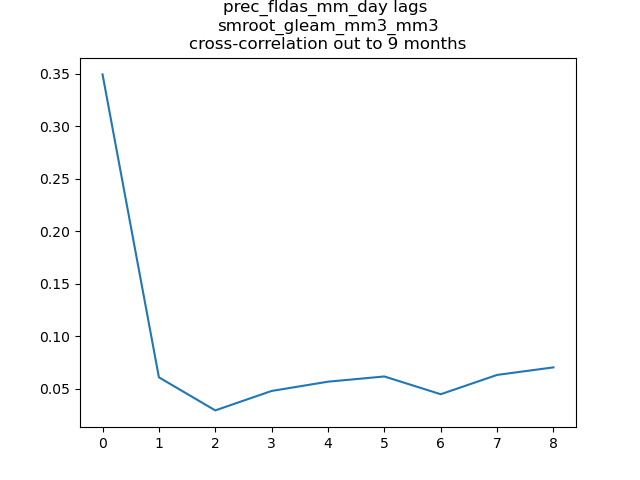 prec_fldas_mm_day lags
smroot_gleam_mm3_mm3
cross-correlation out to 9 months
0.35
0.30
0.25
0.20
0.15
0.10
0.05
0 1 2 3 4 5 6 7 8